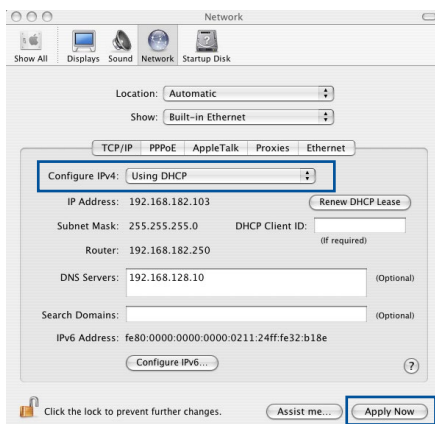 Network
Show All Displays Sound Network Startup Disk
Location: Automatic
Show: Built-in Ethernet
TCP/IP PPPoE AppleTalk Proxies Ethernet
Configure IPv4: Using DHCP
IP Address: 192.168.182.103 Renew DHCP Lease
Subnet Mask: 255.255.255.0 DHCP Client ID:
(If required)
Router: 192.168.182.250
DNS Servers: 192.168.128.10 (Optional)
Search Domains: (Optional)
IPv6 Address: fe80:0000:0000:0000:0211:24ff:fe32:b18e
Configure IPv6... ?
Click the lock to prevent further changes. Assist me... Apply Now